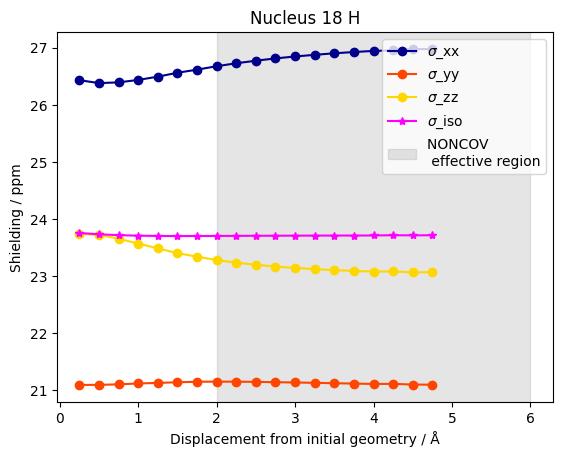 Nucleus 18 H
27
26
25
24
23
22
21
Shielding / ppm
σ_xx
σ_yy
σ_zz
σ_iso
NONCOV
effective region
0
1
2
3
4
5
6
Displacement from initial geometry / Å